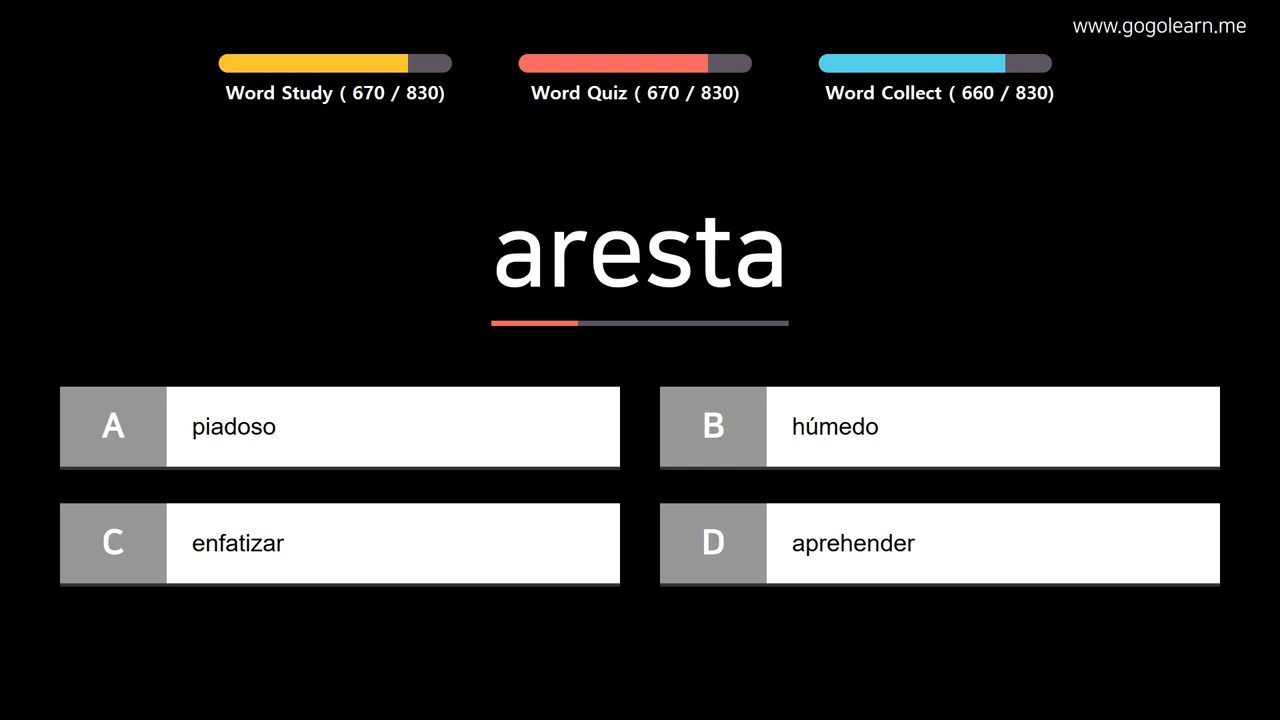 www.gogolearn.me
Word Study ( 670 / 830)
Word Quiz ( 670 / 830)
Word Collect ( 660 / 830)
aresta
A piadoso
B húmedo
C enfatizar
D aprehender